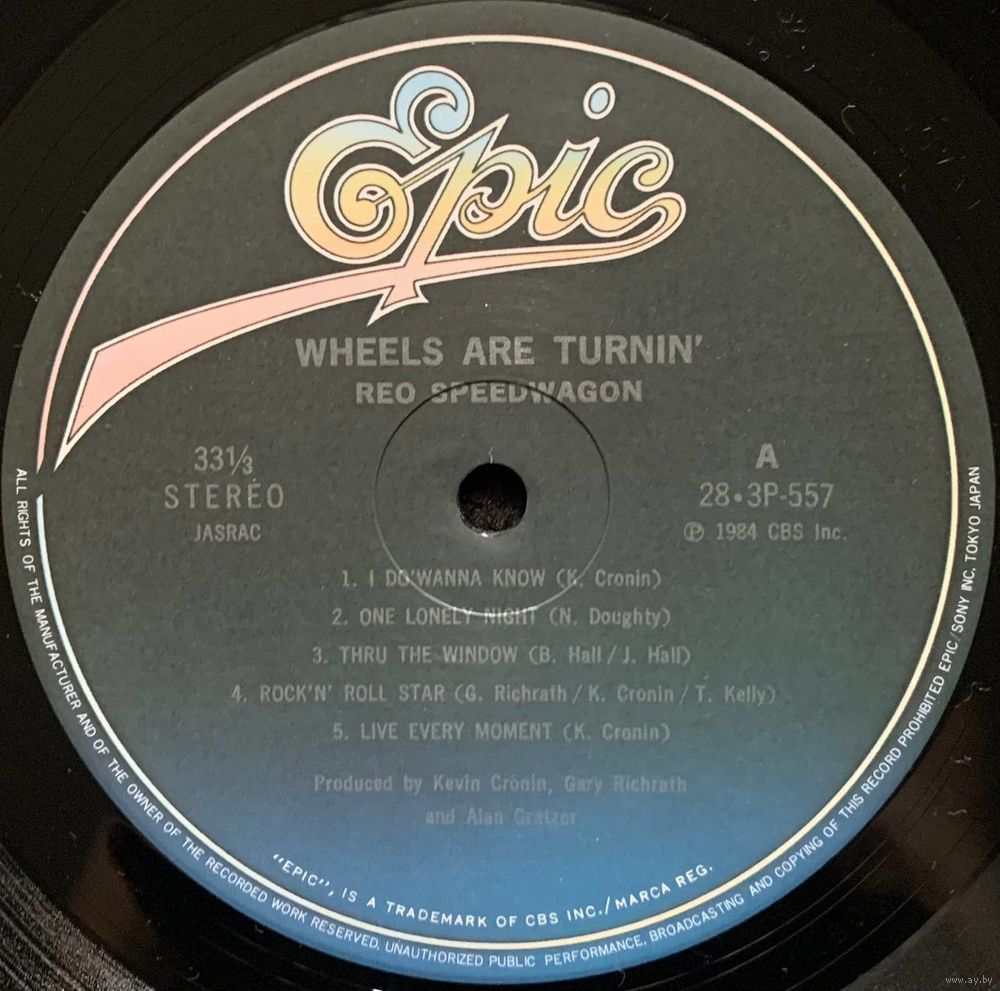 Epic
WHEELS ARE TURNIN'
REO SPEEDWAGON
33⅓
STEREO
JASRAC
A
28•3P-557
Ⓟ 1984 CBS Inc.
1. I DO'WANNA KNOW (K. Cronin)
2. ONE LONELY NIGHT (N. Doughty)
3. THRU THE WINDOW (B. Hall / J. Hall)
4. ROCK'N' ROLL STAR (G. Richrath / K. Cronin / T. Kelly)
5. LIVE EVERY MOMENT (K. Cronin)
Produced by Kevin Cronin, Gary Richrath
and Alan Gratzer
"EPIC", IS A TRADEMARK OF CBS INC./MARCA REG.
ALL RIGHTS OF THE MANUFACTURER AND OF THE OWNER OF THE RECORDED WORK RESERVED, UNAUTHORIZED PUBLIC PERFORMANCE, BROADCASTING AND COPYING OF THIS RECORD PROHIBITED EPIC/SONY INC. TOKYO JAPAN
www.ay.by